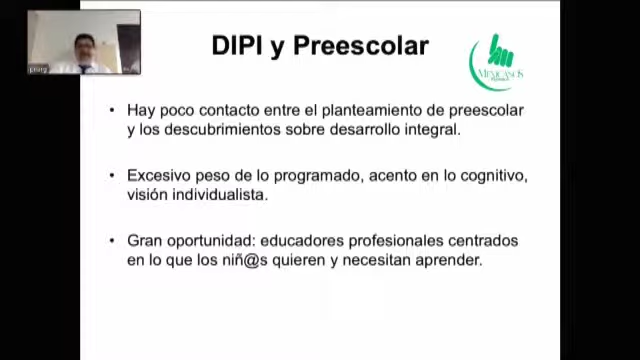 DIPI y Preescolar
MEXICANOS
• Hay poco contacto entre el planteamiento de preescolar
y los descubrimientos sobre desarrollo integral.
• Excesivo peso de lo programado, acento en lo cognitivo,
visión individualista.
• Gran oportunidad: educadores profesionales centrados
en lo que los niñ@s quieren y necesitan aprender.